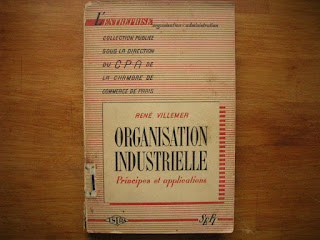 L'ENTREPRISE organisation-administration
COLLECTION PUBLIÉE
SOUS LA DIRECTION
DU C P A DE
LA CHAMBRE DE
COMMERCE DE PARIS
RENÉ VILLEMER
ORGANISATION
INDUSTRIELLE
Principes et applications